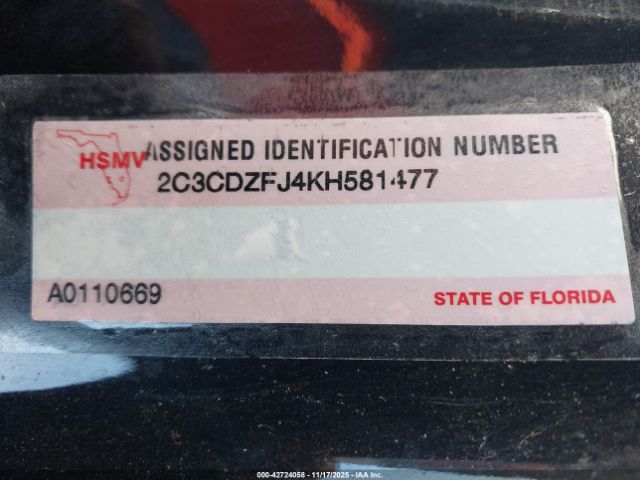 HSMV ASSIGNED IDENTIFICATION NUMBER
2C3CDZFJ4KH581477
A0110669
STATE OF FLORIDA
000-42724058 - 11/17/2025 - © IAA Inc.